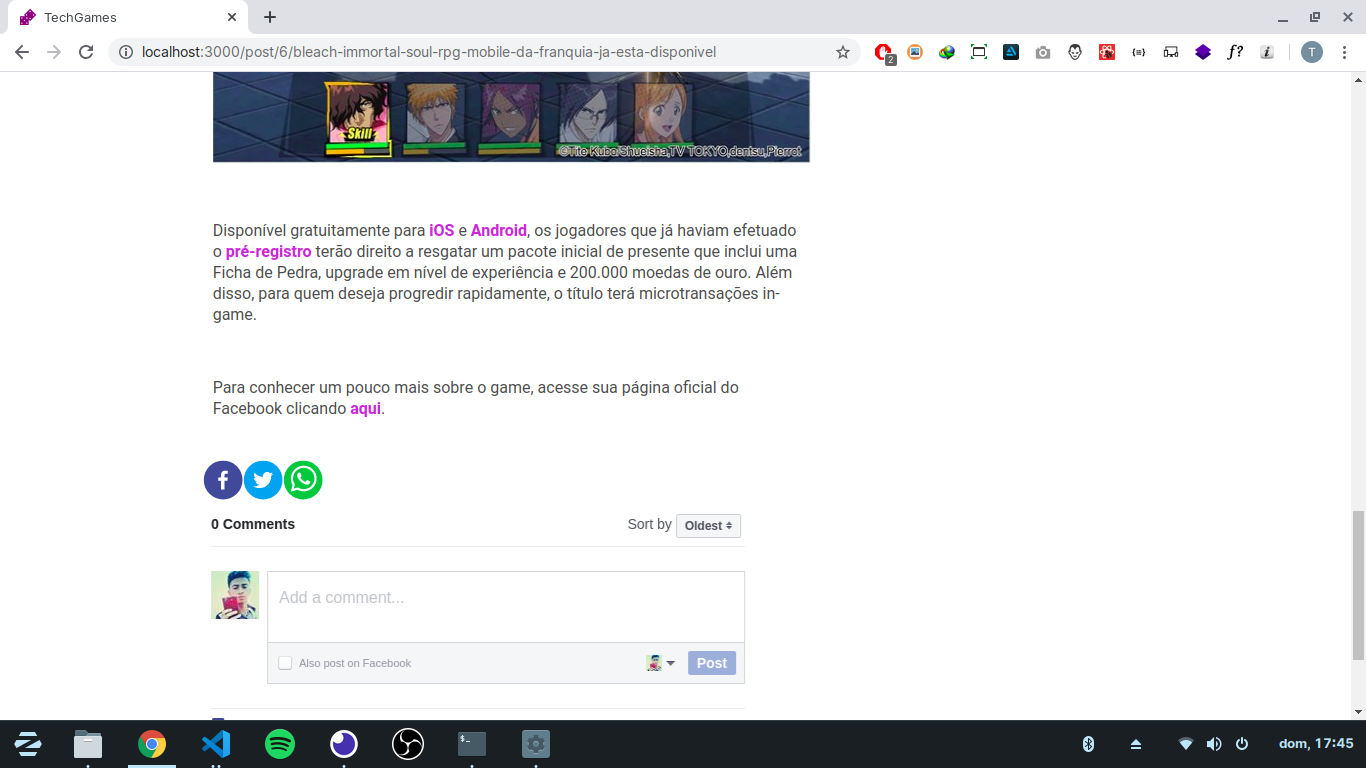 TechGames
localhost:3000/post/6/bleach-immortal-soul-rpg-mobile-da-franquia-ja-esta-disponivel
2
{=}
f?
i
T
Skill
©Tite Kubo/Shueisha,TV TOKYO,dentsu,Pierrot
Disponível gratuitamente para iOS e Android, os jogadores que já haviam efetuado
o pré-registro terão direito a resgatar um pacote inicial de presente que inclui uma
Ficha de Pedra, upgrade em nível de experiência e 200.000 moedas de ouro. Além
disso, para quem deseja progredir rapidamente, o título terá microtransações in-
game.
Para conhecer um pouco mais sobre o game, acesse sua página oficial do
Facebook clicando aqui.
0 Comments
Sort by Oldest
Add a comment...
Also post on Facebook
Post
$_
dom, 17:45